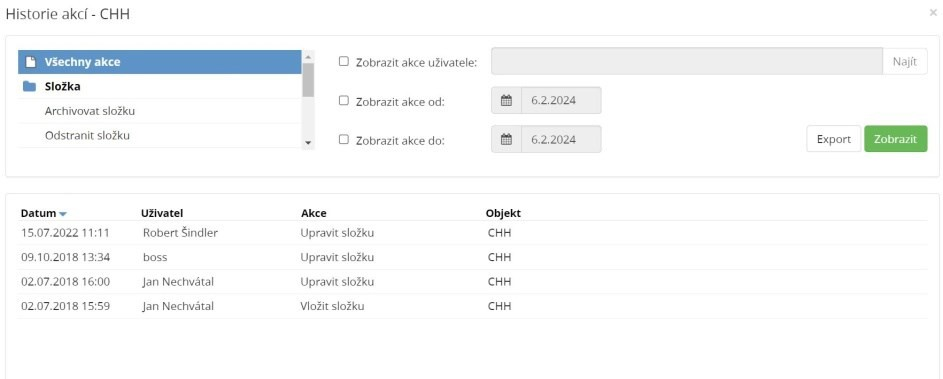 Historie akcí - CHH ×
Všechny akce
Složka
Archivovat složku
Odstranit složku
Zobrazit akce uživatele: Najít
Zobrazit akce od: 6.2.2024
Zobrazit akce do: 6.2.2024
Export Zobrazit
Datum Uživatel Akce Objekt
15.07.2022 11:11 Robert Šindler Upravit složku CHH
09.10.2018 13:34 boss Upravit složku CHH
02.07.2018 16:00 Jan Nechvátal Upravit složku CHH
02.07.2018 15:59 Jan Nechvátal Vložit složku CHH